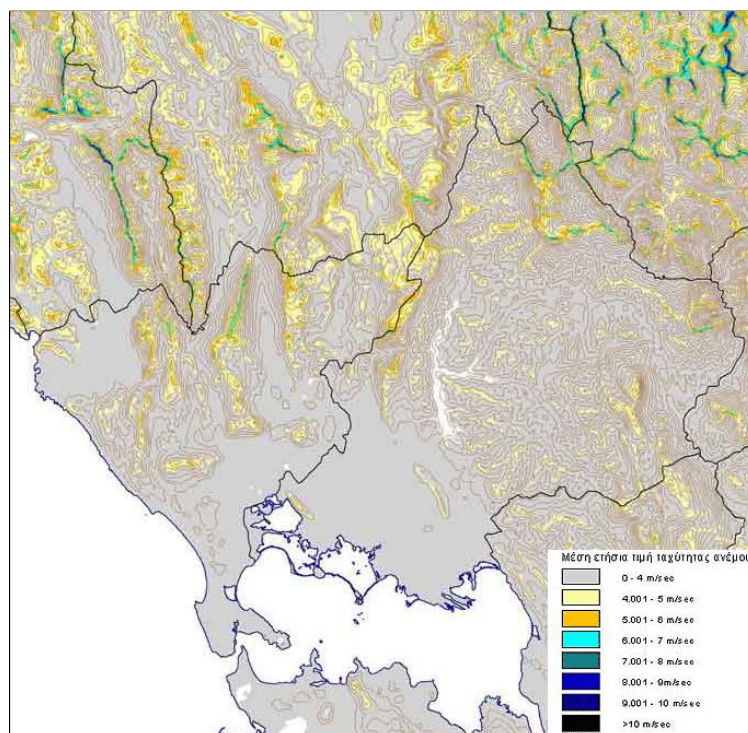 Μέση ετήσια τιμή ταχύτητας ανέμου
0 - 4 m/sec
4.001 - 5 m/sec
5.001 - 6 m/sec
6.001 - 7 m/sec
7.001 - 8 m/sec
8.001 - 9m/sec
9.001 - 10 m/sec
>10 m/sec